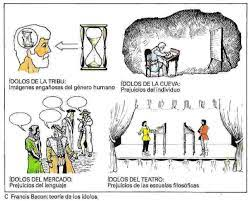 ÍDOLOS DE LA TRIBU:
Imágenes engañosas del género humano
ÍDOLOS DE LA CUEVA:
Prejuicios del individuo
ÍDOLOS DEL MERCADO:
Prejuicios del lenguaje
ÍDOLOS DEL TEATRO:
Prejuicios de las escuelas filosóficas
C Francis Bacon: teoría de los ídolos.